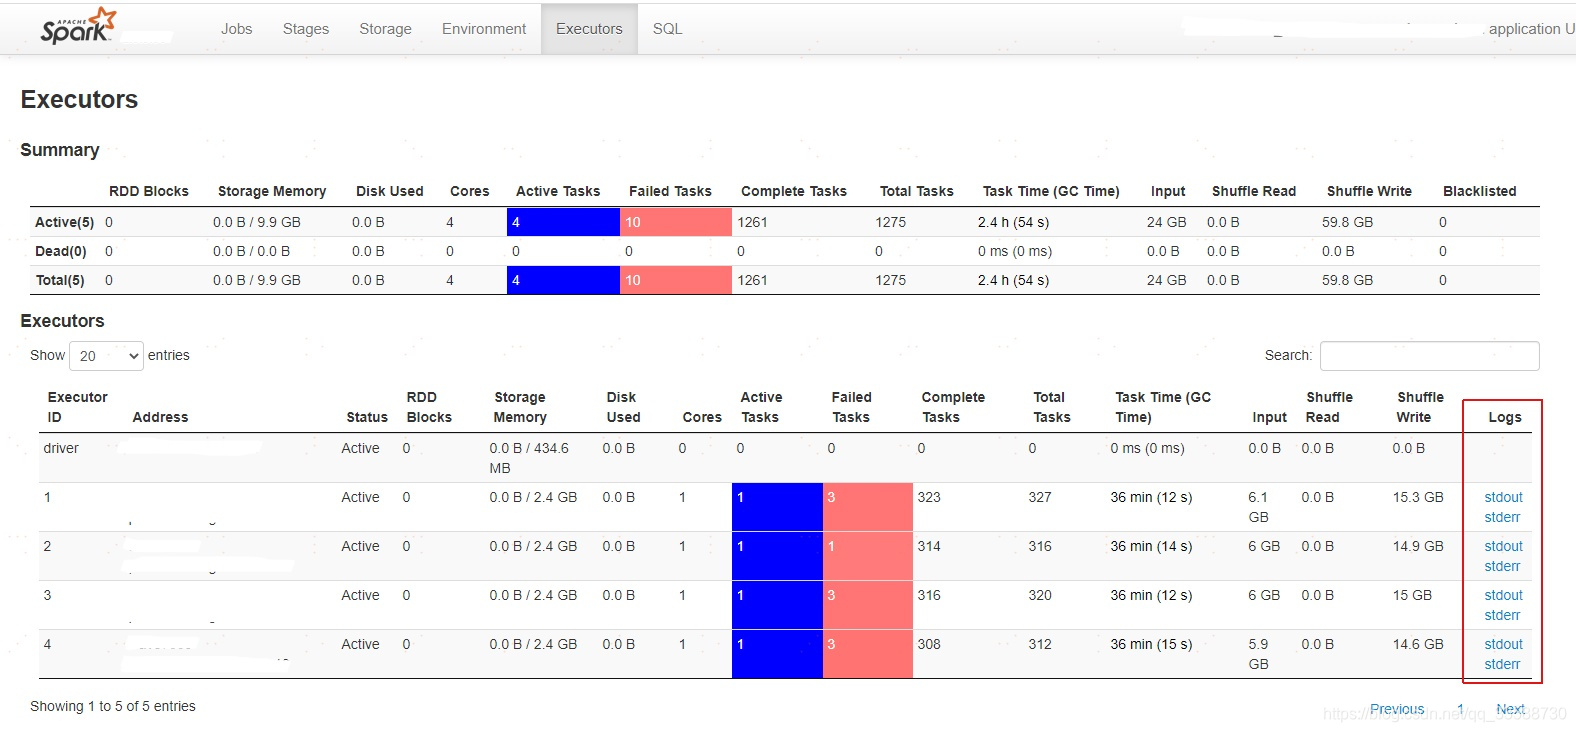 APACHE
Spark Jobs Stages Storage Environment Executors SQL application U
Executors
Summary
RDD Blocks Storage Memory Disk Used Cores Active Tasks Failed Tasks Complete Tasks Total Tasks Task Time (GC Time) Input Shuffle Read Shuffle Write Blacklisted
Active(5) 0 0.0 B / 9.9 GB 0.0 B 4 4 10 1261 1275 2.4 h (54 s) 24 GB 0.0 B 59.8 GB 0
Dead(0) 0 0.0 B / 0.0 B 0.0 B 0 0 0 0 0 0 ms (0 ms) 0.0 B 0.0 B 0.0 B 0
Total(5) 0 0.0 B / 9.9 GB 0.0 B 4 4 10 1261 1275 2.4 h (54 s) 24 GB 0.0 B 59.8 GB 0
Executors
Show 20 entries Search:
Executor RDD Storage Disk Active Failed Complete Total Task Time (GC Shuffle Shuffle
ID Address Status Blocks Memory Used Cores Tasks Tasks Tasks Tasks Time) Input Read Write Logs
driver Active 0 0.0 B / 434.6 0.0 B 0 0 0 0 0 0 ms (0 ms) 0.0 B 0.0 B 0.0 B
MB
1 Active 0 0.0 B / 2.4 GB 0.0 B 1 1 3 323 327 36 min (12 s) 6.1 0.0 B 15.3 GB stdout
GB stderr
2 Active 0 0.0 B / 2.4 GB 0.0 B 1 1 1 314 316 36 min (14 s) 6 GB 0.0 B 14.9 GB stdout
stderr
3 Active 0 0.0 B / 2.4 GB 0.0 B 1 1 3 316 320 36 min (12 s) 6 GB 0.0 B 15 GB stdout
stderr
4 Active 0 0.0 B / 2.4 GB 0.0 B 1 1 3 308 312 36 min (15 s) 5.9 0.0 B 14.6 GB stdout
GB stderr
Showing 1 to 5 of 5 entries Previous 1 Next